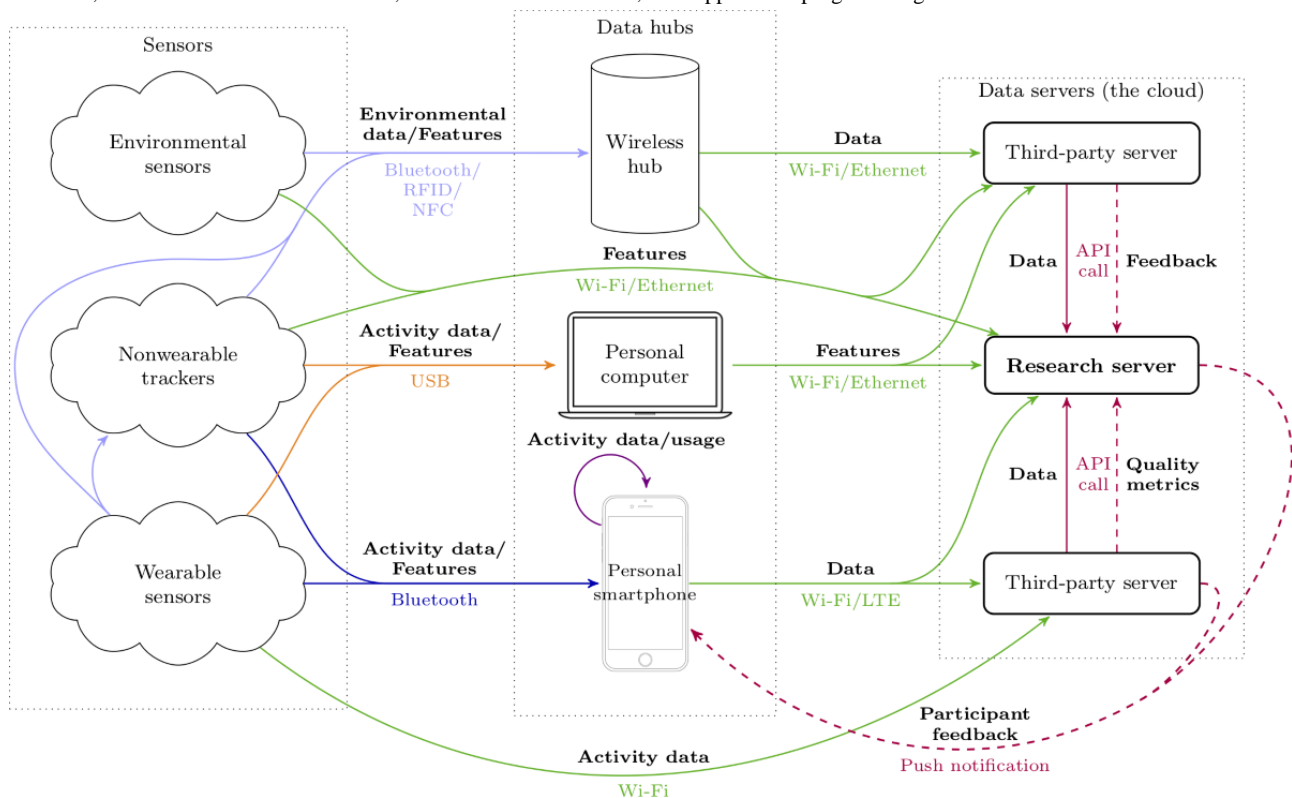 Sensors
Data hubs
Data servers (the cloud)
Environmental
sensors
Environmental
data/Features
Bluetooth/
RFID/
NFC
Wireless
hub
Data
Wi-Fi/Ethernet
Third-party server
Features
Wi-Fi/Ethernet
Data
API
call
Feedback
Nonwearable
trackers
Activity data/
Features
USB
Personal
computer
Features
Wi-Fi/Ethernet
Research server
Activity data/usage
Data
API
call
Quality
metrics
Wearable
sensors
Activity data/
Features
Bluetooth
Personal
smartphone
Data
Wi-Fi/LTE
Third-party server
Participant
feedback
Push notification
Activity data
Wi-Fi